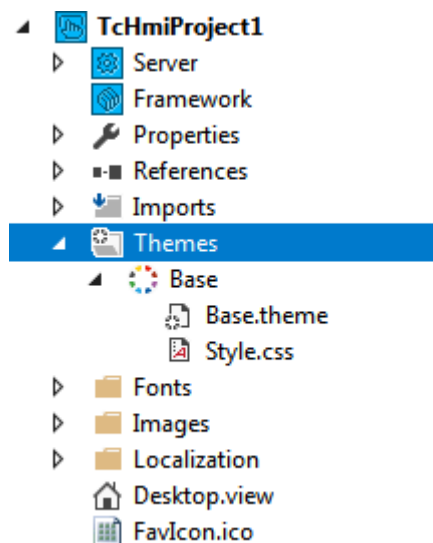 TcHmiProject1
Server
Framework
Properties
References
Imports
Themes
Base
Base.theme
Style.css
Fonts
Images
Localization
Desktop.view
FavIcon.ico